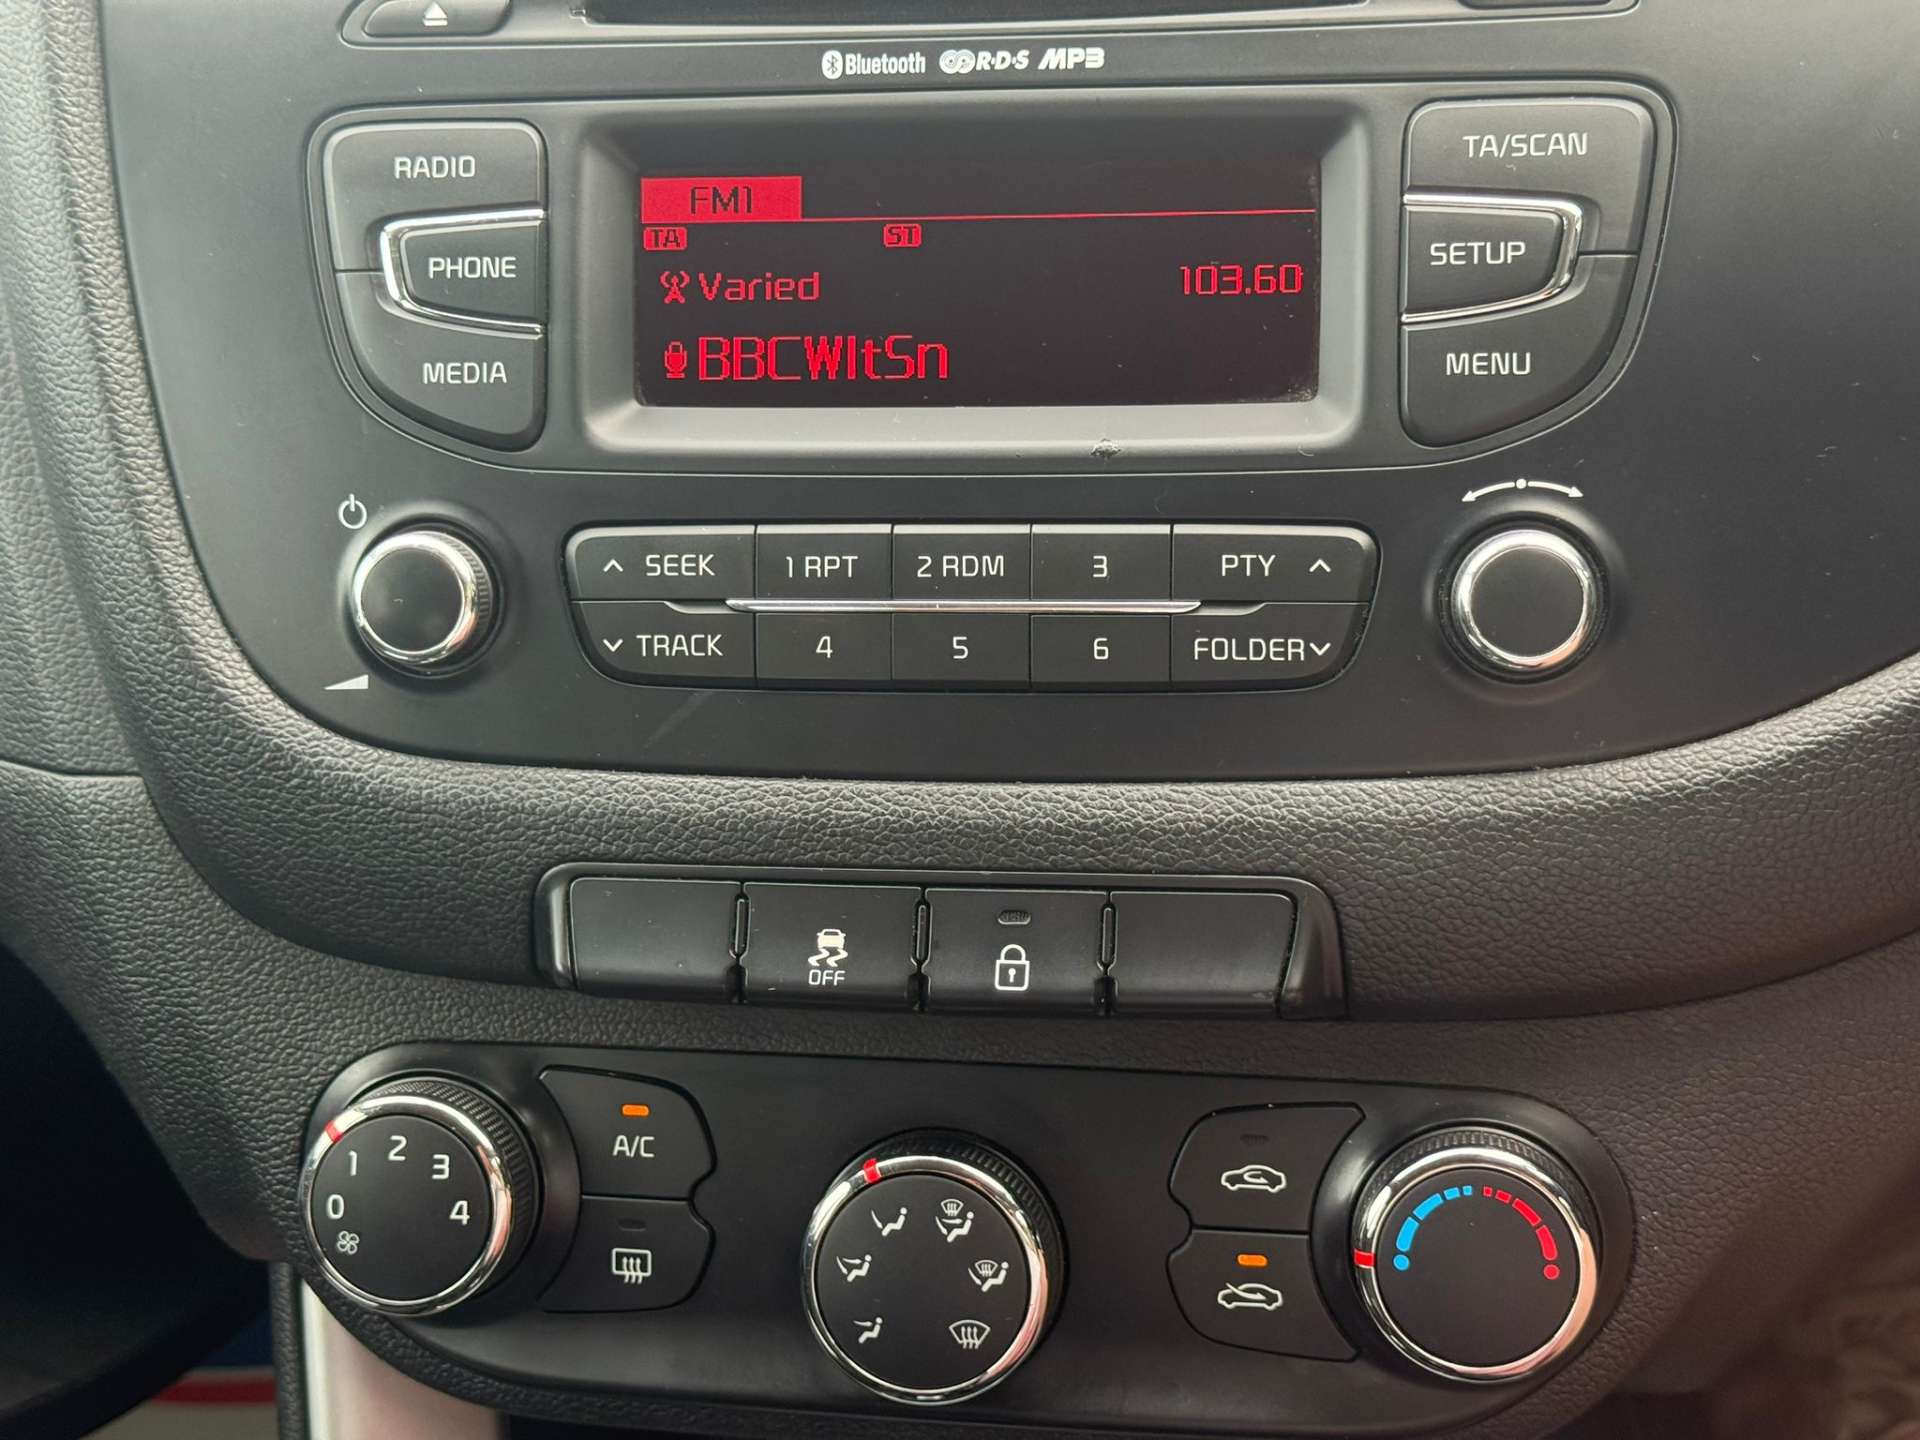 Bluetooth R·D·S MP3
RADIO
PHONE
MEDIA
FM1
TA ST
Varied 103.60
BBCWltSn
TA/SCAN
SETUP
MENU
SEEK 1 RPT 2 RDM 3 PTY
TRACK 4 5 6 FOLDER
OFF
0 1 2 3 4
A/C